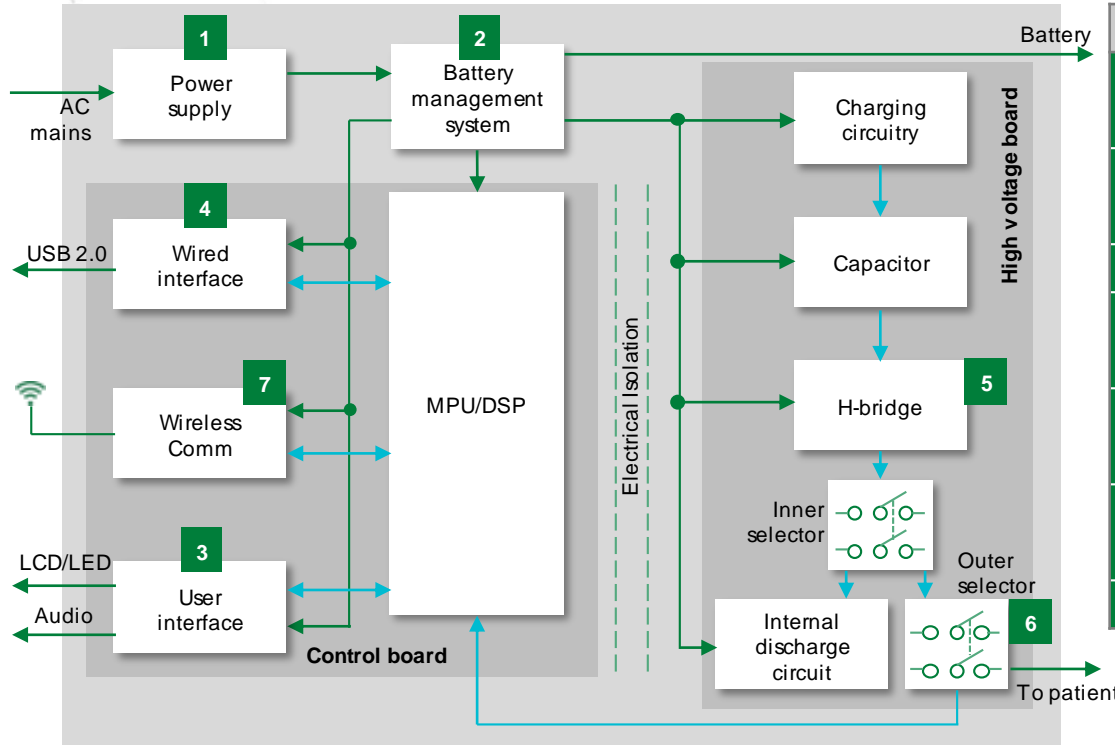 1
2
Battery
Power
supply
Battery
management
system
AC
mains
Charging
circuitry
High voltage board
4
USB 2.0
Wired
interface
Capacitor
7
Wireless
Comm
MPU/DSP
Electrical Isolation
5
H-bridge
Inner
selector
3
LCD/LED
Audio
User
interface
Outer
selector
6
Internal
discharge
circuit
Control board
To patient